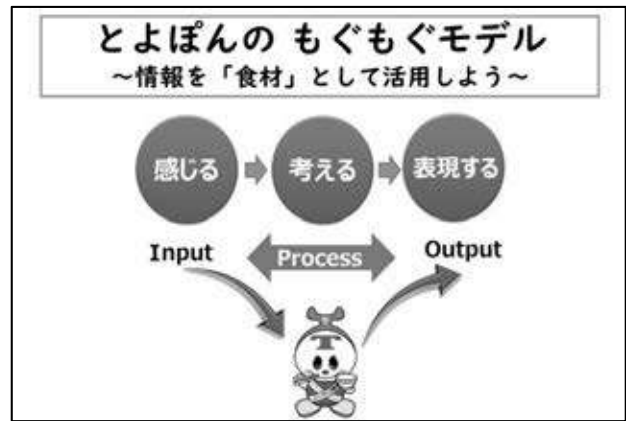 とよぽんの もぐもぐモデル
～情報を「食材」として活用しよう～
感じる 考える 表現する
Input Process Output
T